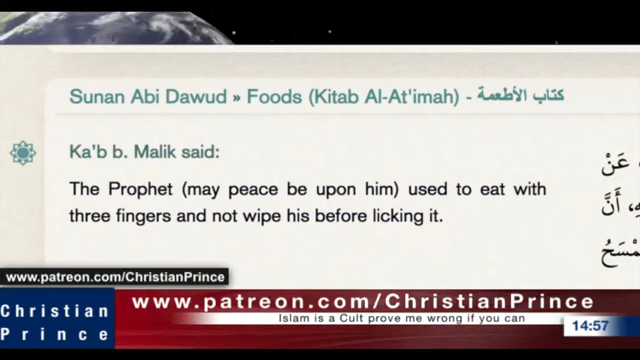 Sunan Abi Dawud » Foods (Kitab Al-At'imah) - كتاب الأطعمة
Ka'b b. Malik said:
عَنْ
The Prophet (may peace be upon him) used to eat with
أَنَّ
three fingers and not wipe his before licking it.
www.patreon.com/ChristianPrince
www.patreon.com/ChristianPrince
Christian
Prince
Islam is a Cult prove me wrong if you can
14:57